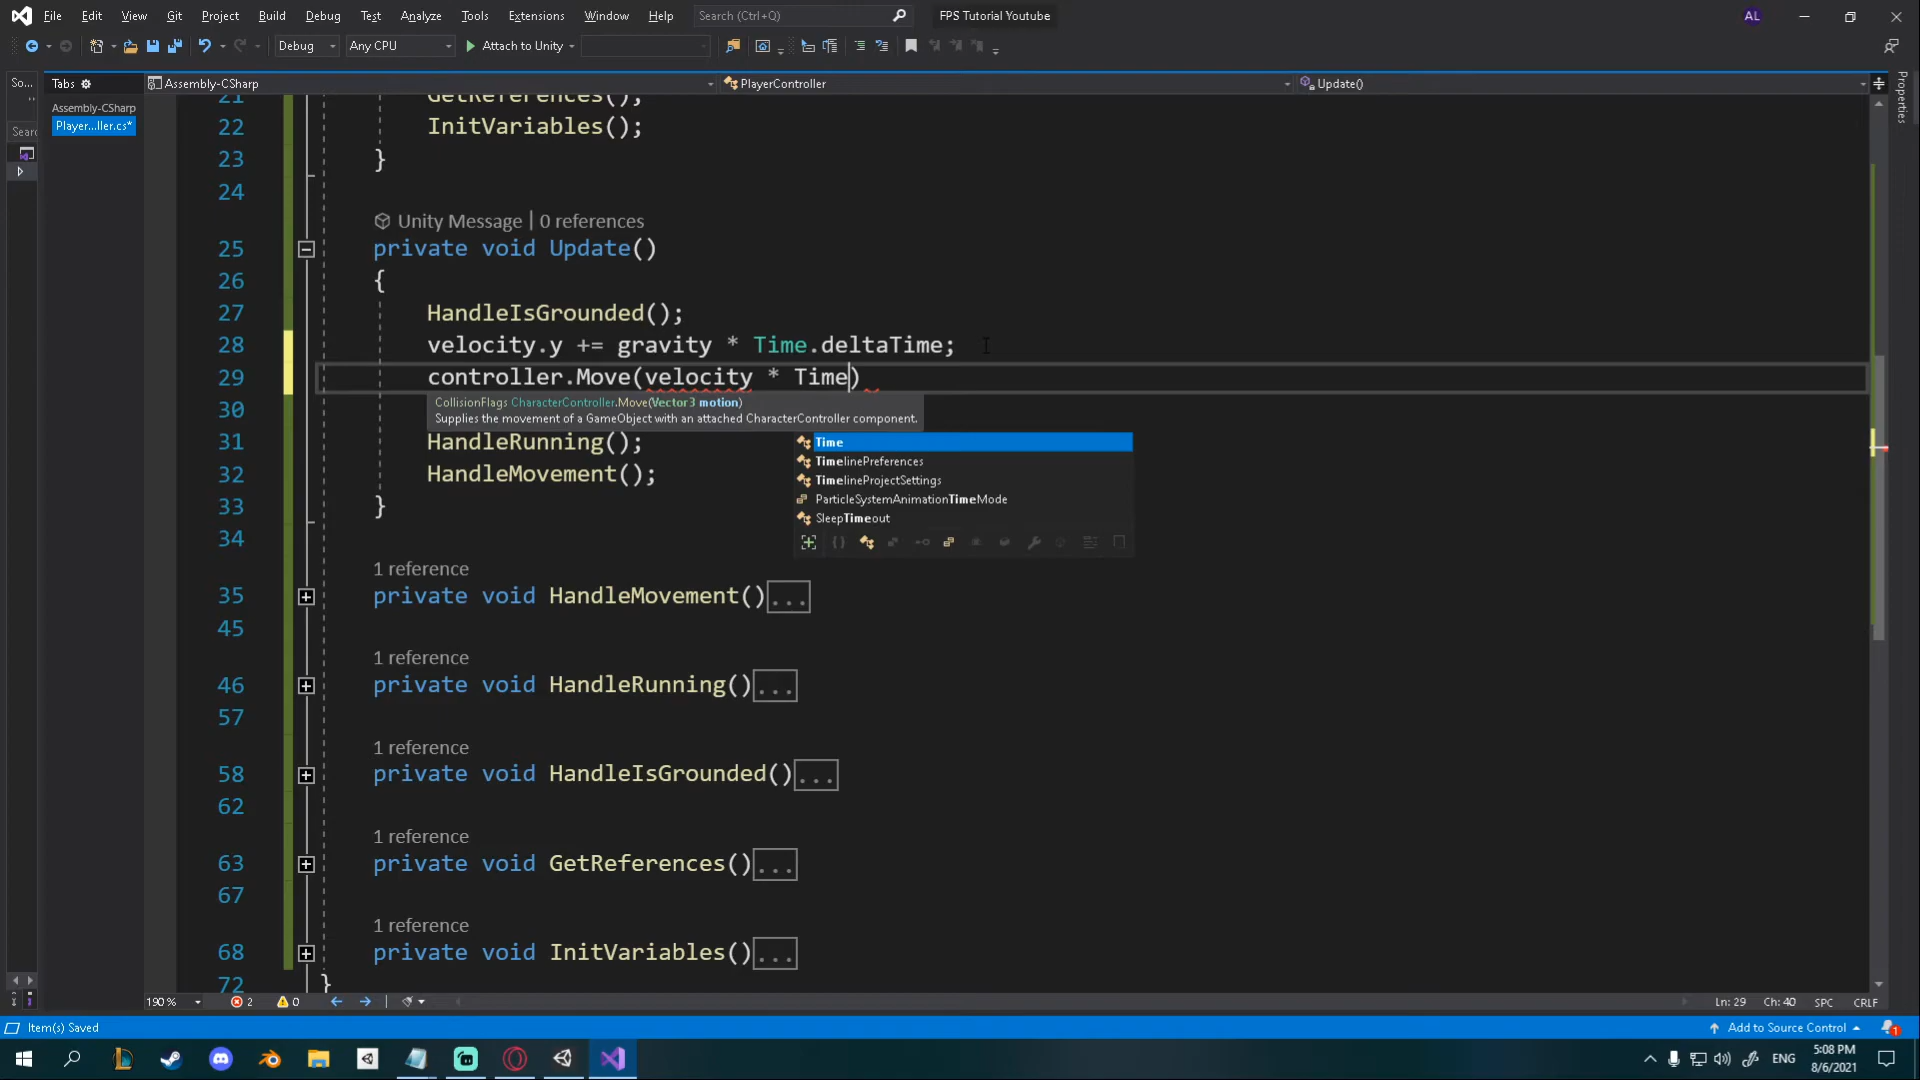 File Edit View Git Project Build Debug Test Analyze Tools Extensions Window Help Search (Ctrl+Q) FPS Tutorial Youtube AL
Debug Any CPU Attach to Unity
So... Tabs Assembly-CSharp PlayerController Update() Properties
Assembly-CSharp
Player...ller.cs*
21 GetReferences();
22 InitVariables();
23 }
24
Unity Message | 0 references
25 private void Update()
26 {
27 HandleIsGrounded();
28 velocity.y += gravity * Time.deltaTime;
29 controller.Move(velocity * Time)
CollisionFlags CharacterController.Move(Vector3 motion)
Supplies the movement of a GameObject with an attached CharacterController component.
30
31 HandleRunning();
32 HandleMovement();
33 }
34
Time
TimelinePreferences
TimelineProjectSettings
ParticleSystemAnimationTimeMode
SleepTimeout
1 reference
35 private void HandleMovement()...
45
1 reference
46 private void HandleRunning()...
57
1 reference
58 private void HandleIsGrounded()...
62
1 reference
63 private void GetReferences()...
67
1 reference
68 private void InitVariables()...
72 }
190 % 2 0 Ln: 29 Ch: 40 SPC CRLF
Item(s) Saved Add to Source Control 1
ENG 5:08 PM
8/6/2021